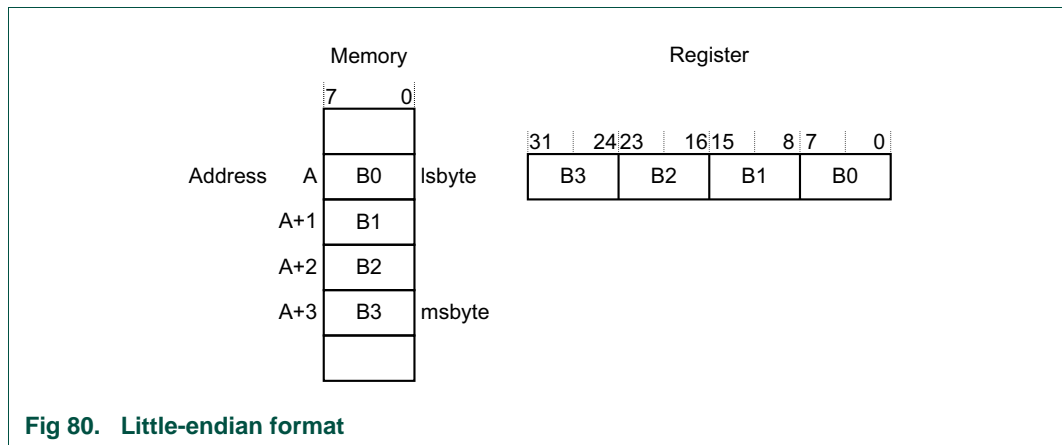 Memory
Register
7 0
31 24 23 16 15 8 7 0
Address A B0 lsbyte
B3 B2 B1 B0
A+1 B1
A+2 B2
A+3 B3 msbyte
Fig 80. Little-endian format